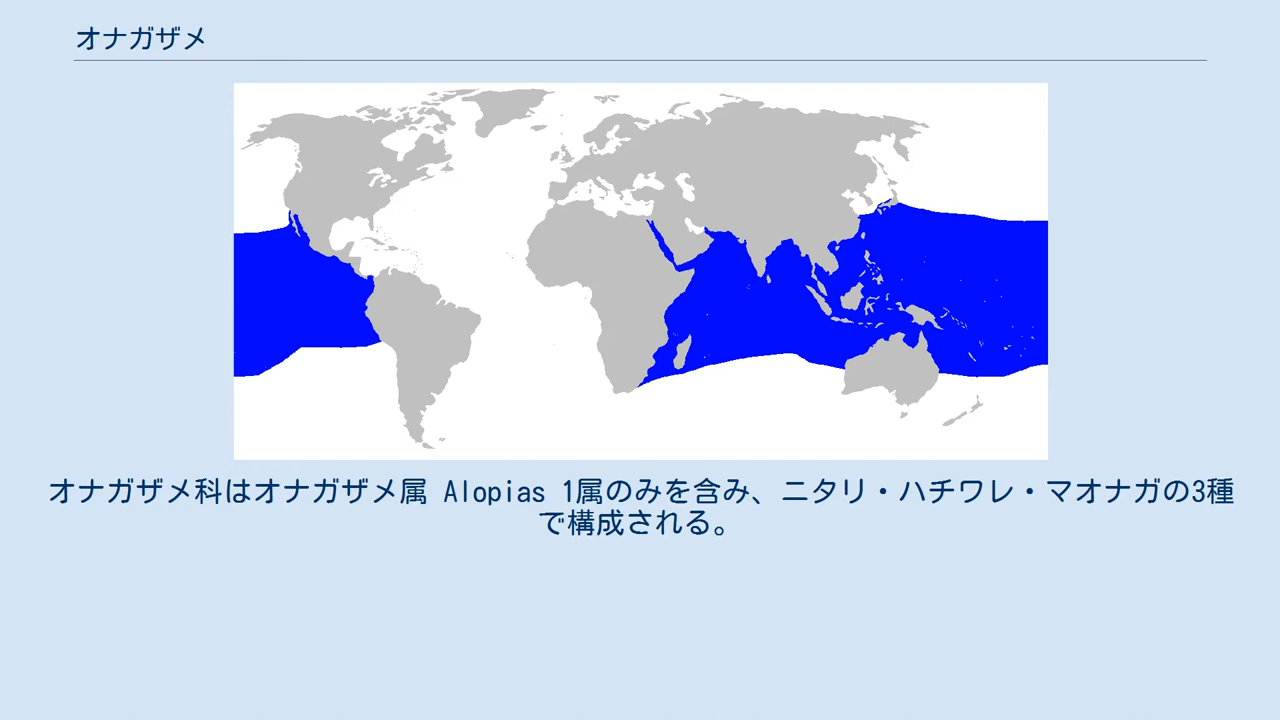 オナガザメ
オナガザメ科はオナガザメ属 Alopias 1属のみを含み、ニタリ・ハチワレ・マオナガの3種
で構成される。